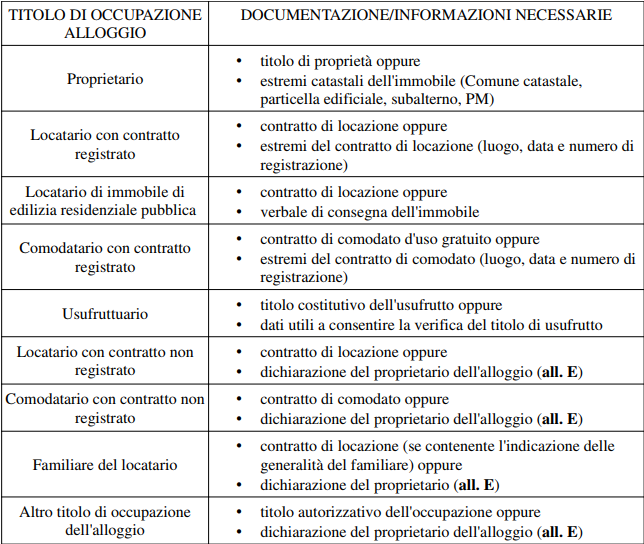 TITOLO DI OCCUPAZIONE
ALLOGGIO
DOCUMENTAZIONE/INFORMAZIONI NECESSARIE
Proprietario
• titolo di proprietà oppure
• estremi catastali dell'immobile (Comune catastale,
particella edificiale, subalterno, PM)
Locatario con contratto
registrato
• contratto di locazione oppure
• estremi del contratto di locazione (luogo, data e numero di
registrazione)
Locatario di immobile di
edilizia residenziale pubblica
• contratto di locazione oppure
• verbale di consegna dell'immobile
Comodatario con contratto
registrato
• contratto di comodato d'uso gratuito oppure
• estremi del contratto di comodato (luogo, data e numero di
registrazione)
Usufruttuario
• titolo costitutivo dell'usufrutto oppure
• dati utili a consentire la verifica del titolo di usufrutto
Locatario con contratto non
registrato
• contratto di locazione oppure
• dichiarazione del proprietario dell'alloggio (all. E)
Comodatario con contratto non
registrato
• contratto di comodato oppure
• dichiarazione del proprietario dell'alloggio (all. E)
Familiare del locatario
• contratto di locazione (se contenente l'indicazione delle
generalità del familiare) oppure
• dichiarazione del proprietario (all. E)
Altro titolo di occupazione
dell'alloggio
• titolo autorizzativo dell'occupazione oppure
• dichiarazione del proprietario dell'alloggio (all. E)